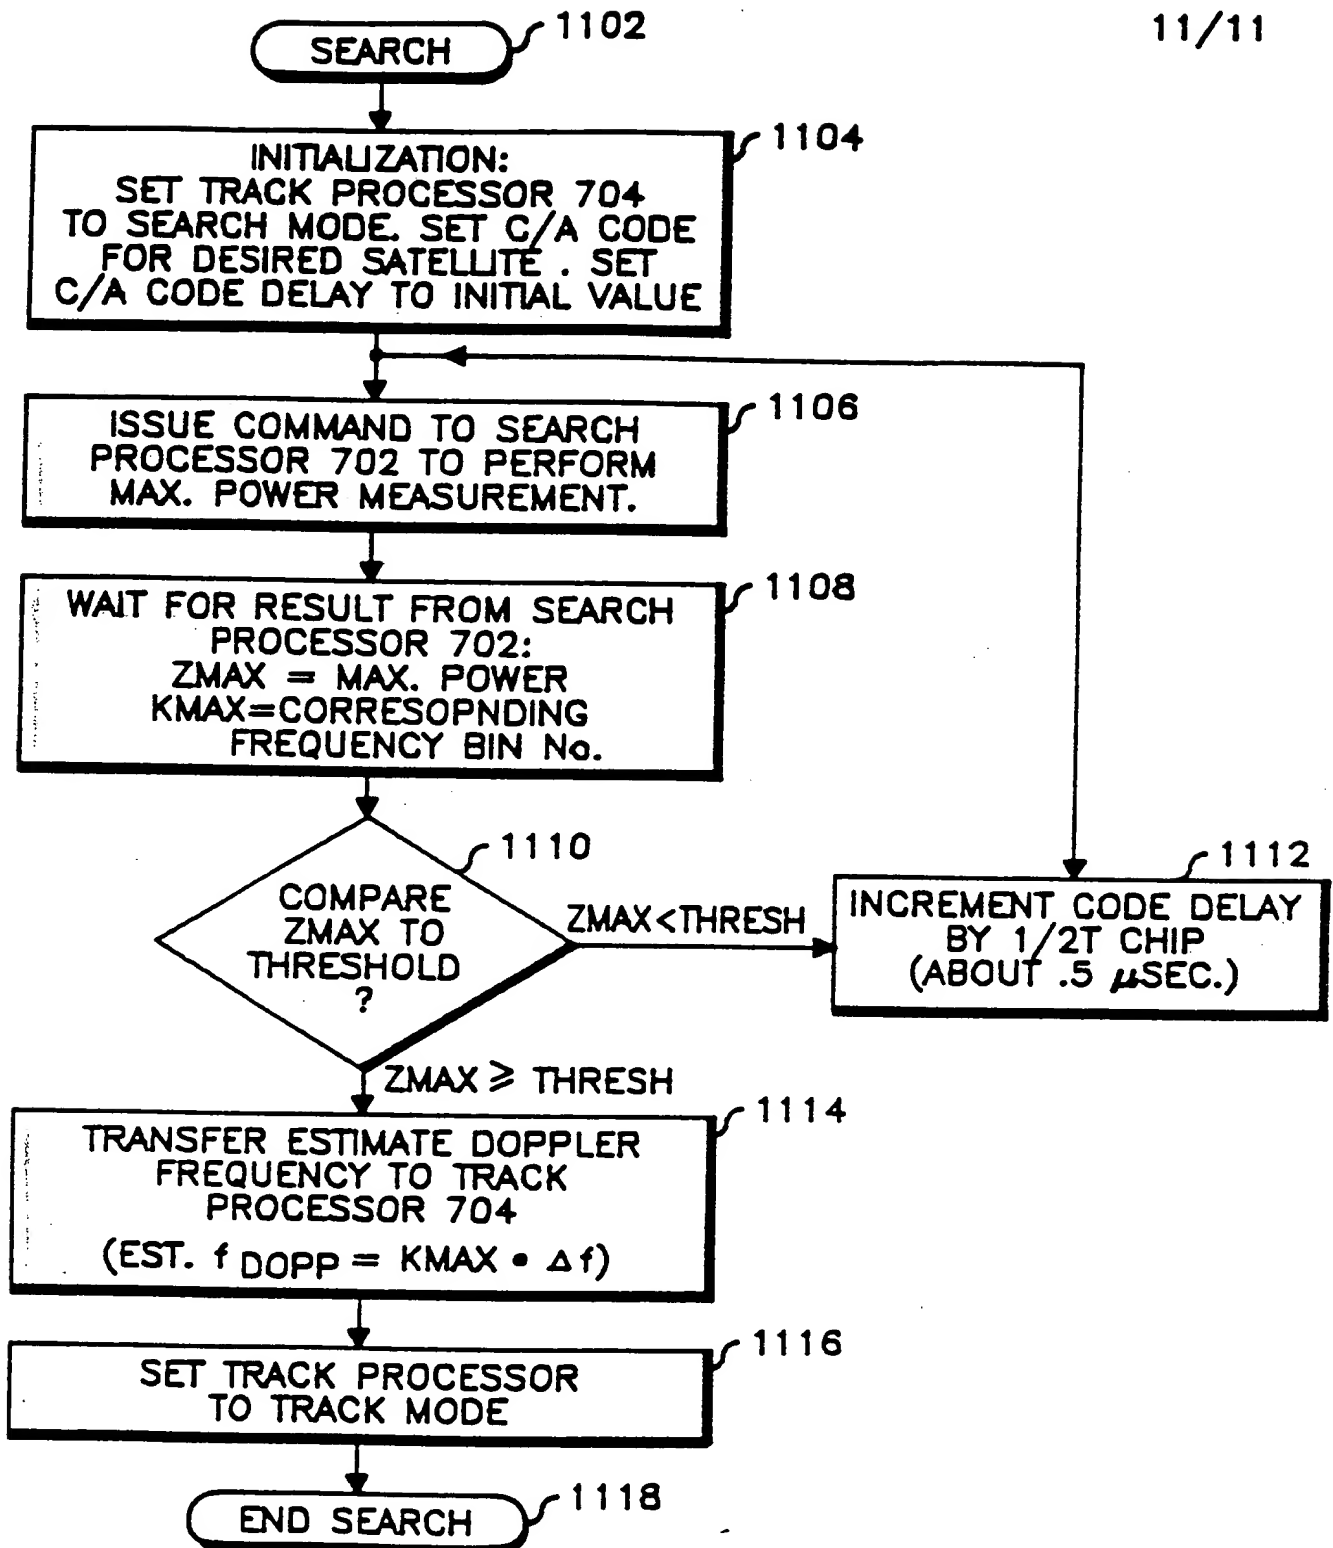 11/11
SEARCH
1102
1104
INITIALIZATION:
SET TRACK PROCESSOR 704
TO SEARCH MODE. SET C/A CODE
FOR DESIRED SATELLITE . SET
C/A CODE DELAY TO INITIAL VALUE
1106
ISSUE COMMAND TO SEARCH
PROCESSOR 702 TO PERFORM
MAX. POWER MEASUREMENT.
1108
WAIT FOR RESULT FROM SEARCH
PROCESSOR 702:
ZMAX = MAX. POWER
KMAX=CORRESOPNDING
FREQUENCY BIN No.
1110
COMPARE
ZMAX TO
THRESHOLD
?
ZMAX<THRESH
1112
INCREMENT CODE DELAY
BY 1/2T CHIP
(ABOUT .5 μSEC.)
ZMAX ⩾ THRESH
1114
TRANSFER ESTIMATE DOPPLER
FREQUENCY TO TRACK
PROCESSOR 704
(EST. f DOPP = KMAX • Δf)
1116
SET TRACK PROCESSOR
TO TRACK MODE
1118
END SEARCH